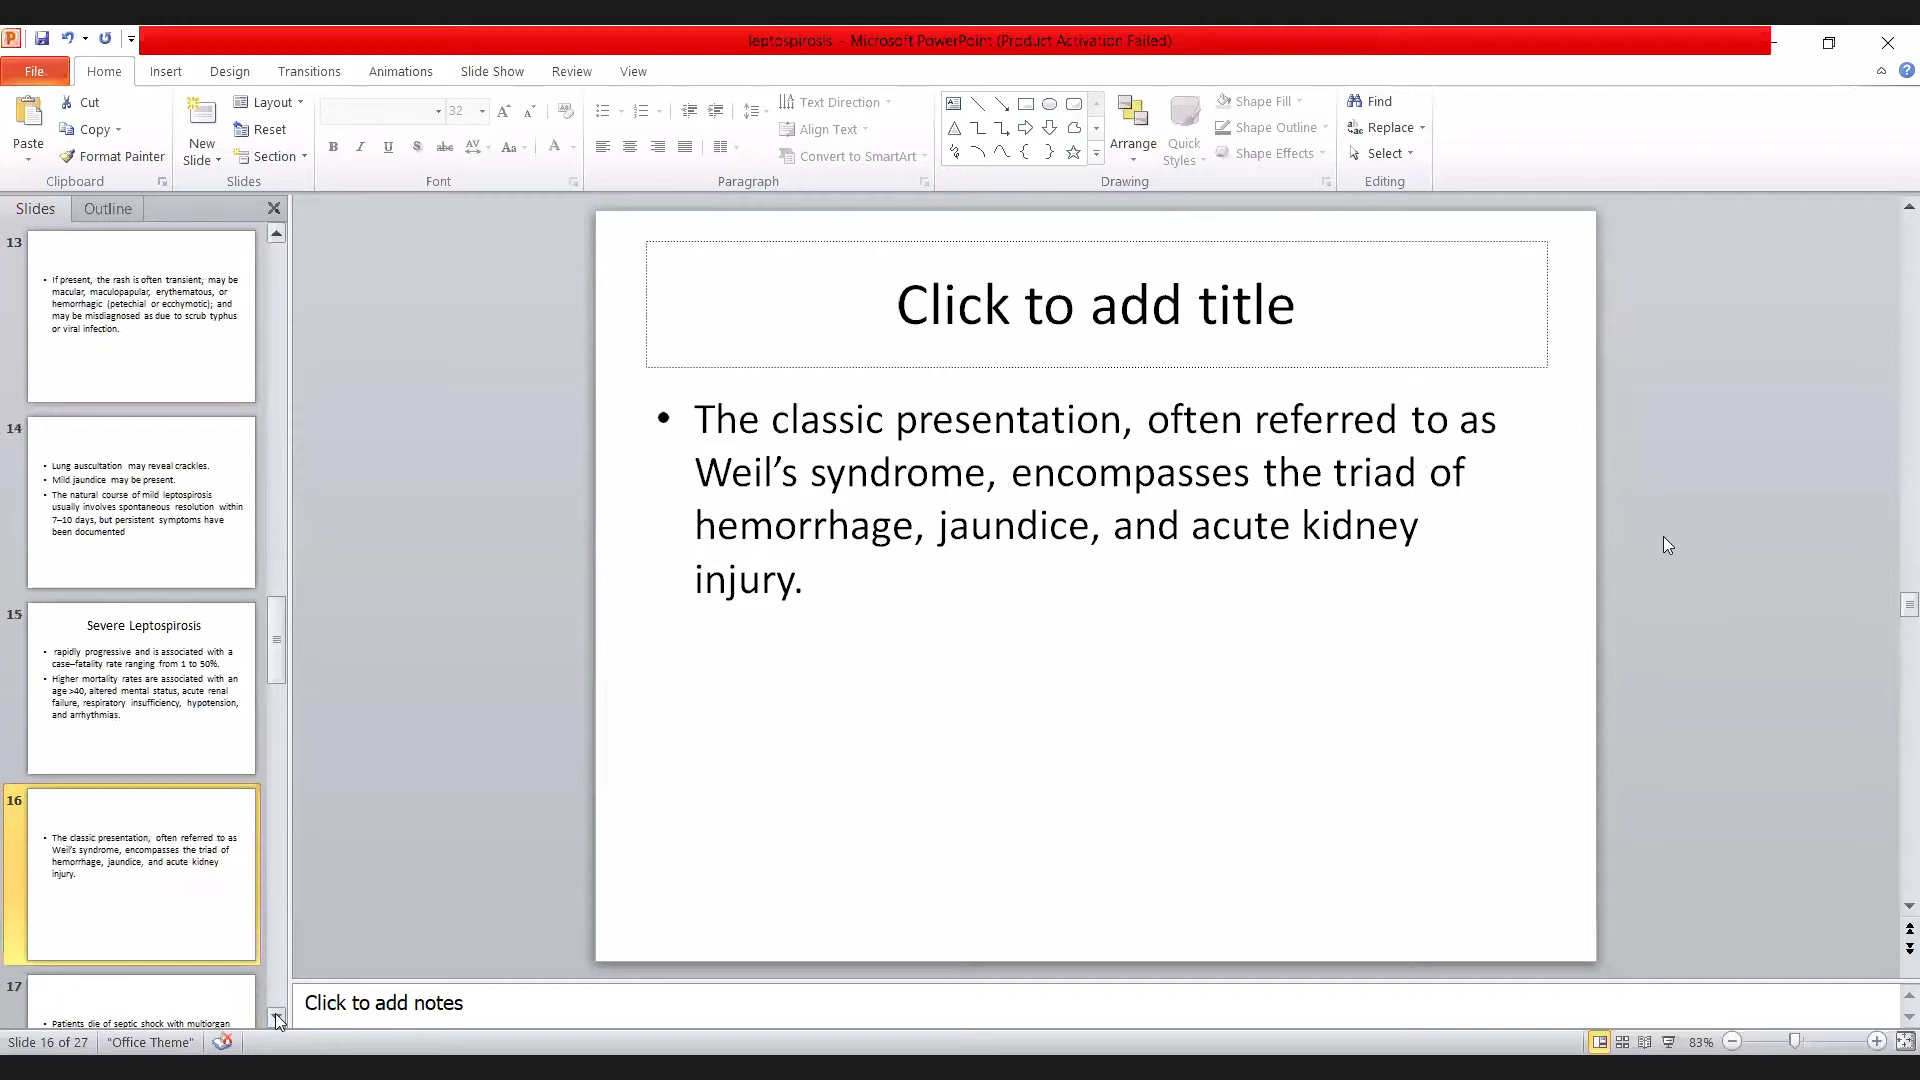 leptospirosis - Microsoft PowerPoint (Product Activation Failed)
File Home Insert Design Transitions Animations Slide Show Review View
Paste
Cut
Copy
Format Painter
Clipboard
New
Slide
Layout
Reset
Section
Slides
32
B I U S abc AV Aa A
Font
Text Direction
Align Text
Convert to SmartArt
Paragraph
Arrange
Quick
Styles
Shape Fill
Shape Outline
Shape Effects
Drawing
Find
Replace
Select
Editing
Slides Outline
13
• If present, the rash is often transient; may be
macular, maculopapular, erythematous, or
hemorrhagic (petechial or ecchymotic); and
may be misdiagnosed as due to scrub typhus
or viral infection.
14
• Lung auscultation may reveal crackles.
• Mild jaundice may be present.
• The natural course of mild leptospirosis
usually involves spontaneous resolution within
7–10 days, but persistent symptoms have
been documented
15
Severe Leptospirosis
• rapidly progressive and is associated with a
case–fatality rate ranging from 1 to 50%.
• Higher mortality rates are associated with an
age >40, altered mental status, acute renal
failure, respiratory insufficiency, hypotension,
and arrhythmias.
16
• The classic presentation, often referred to as
Weil’s syndrome, encompasses the triad of
hemorrhage, jaundice, and acute kidney
injury.
17
• Patients die of septic shock with multiorgan
Click to add title
• The classic presentation, often referred to as
Weil’s syndrome, encompasses the triad of
hemorrhage, jaundice, and acute kidney
injury.
Click to add notes
Slide 16 of 27 "Office Theme" 83%